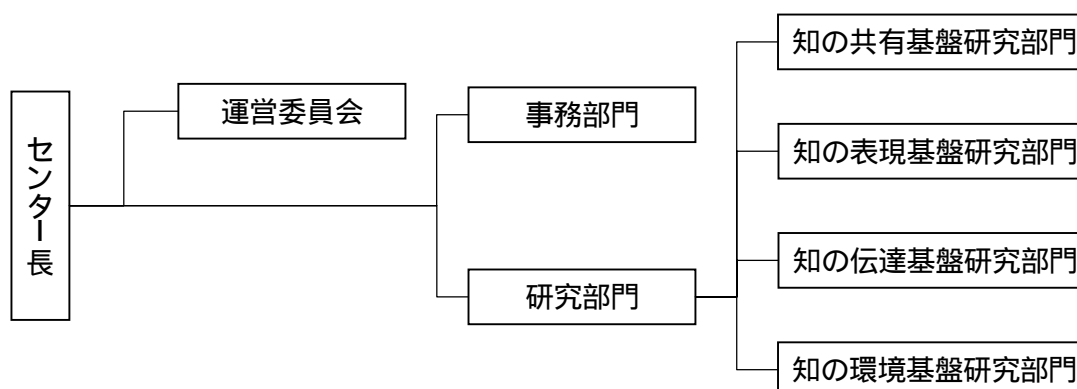 センター長
運営委員会
事務部門
研究部門
知の共有基盤研究部門
知の表現基盤研究部門
知の伝達基盤研究部門
知の環境基盤研究部門